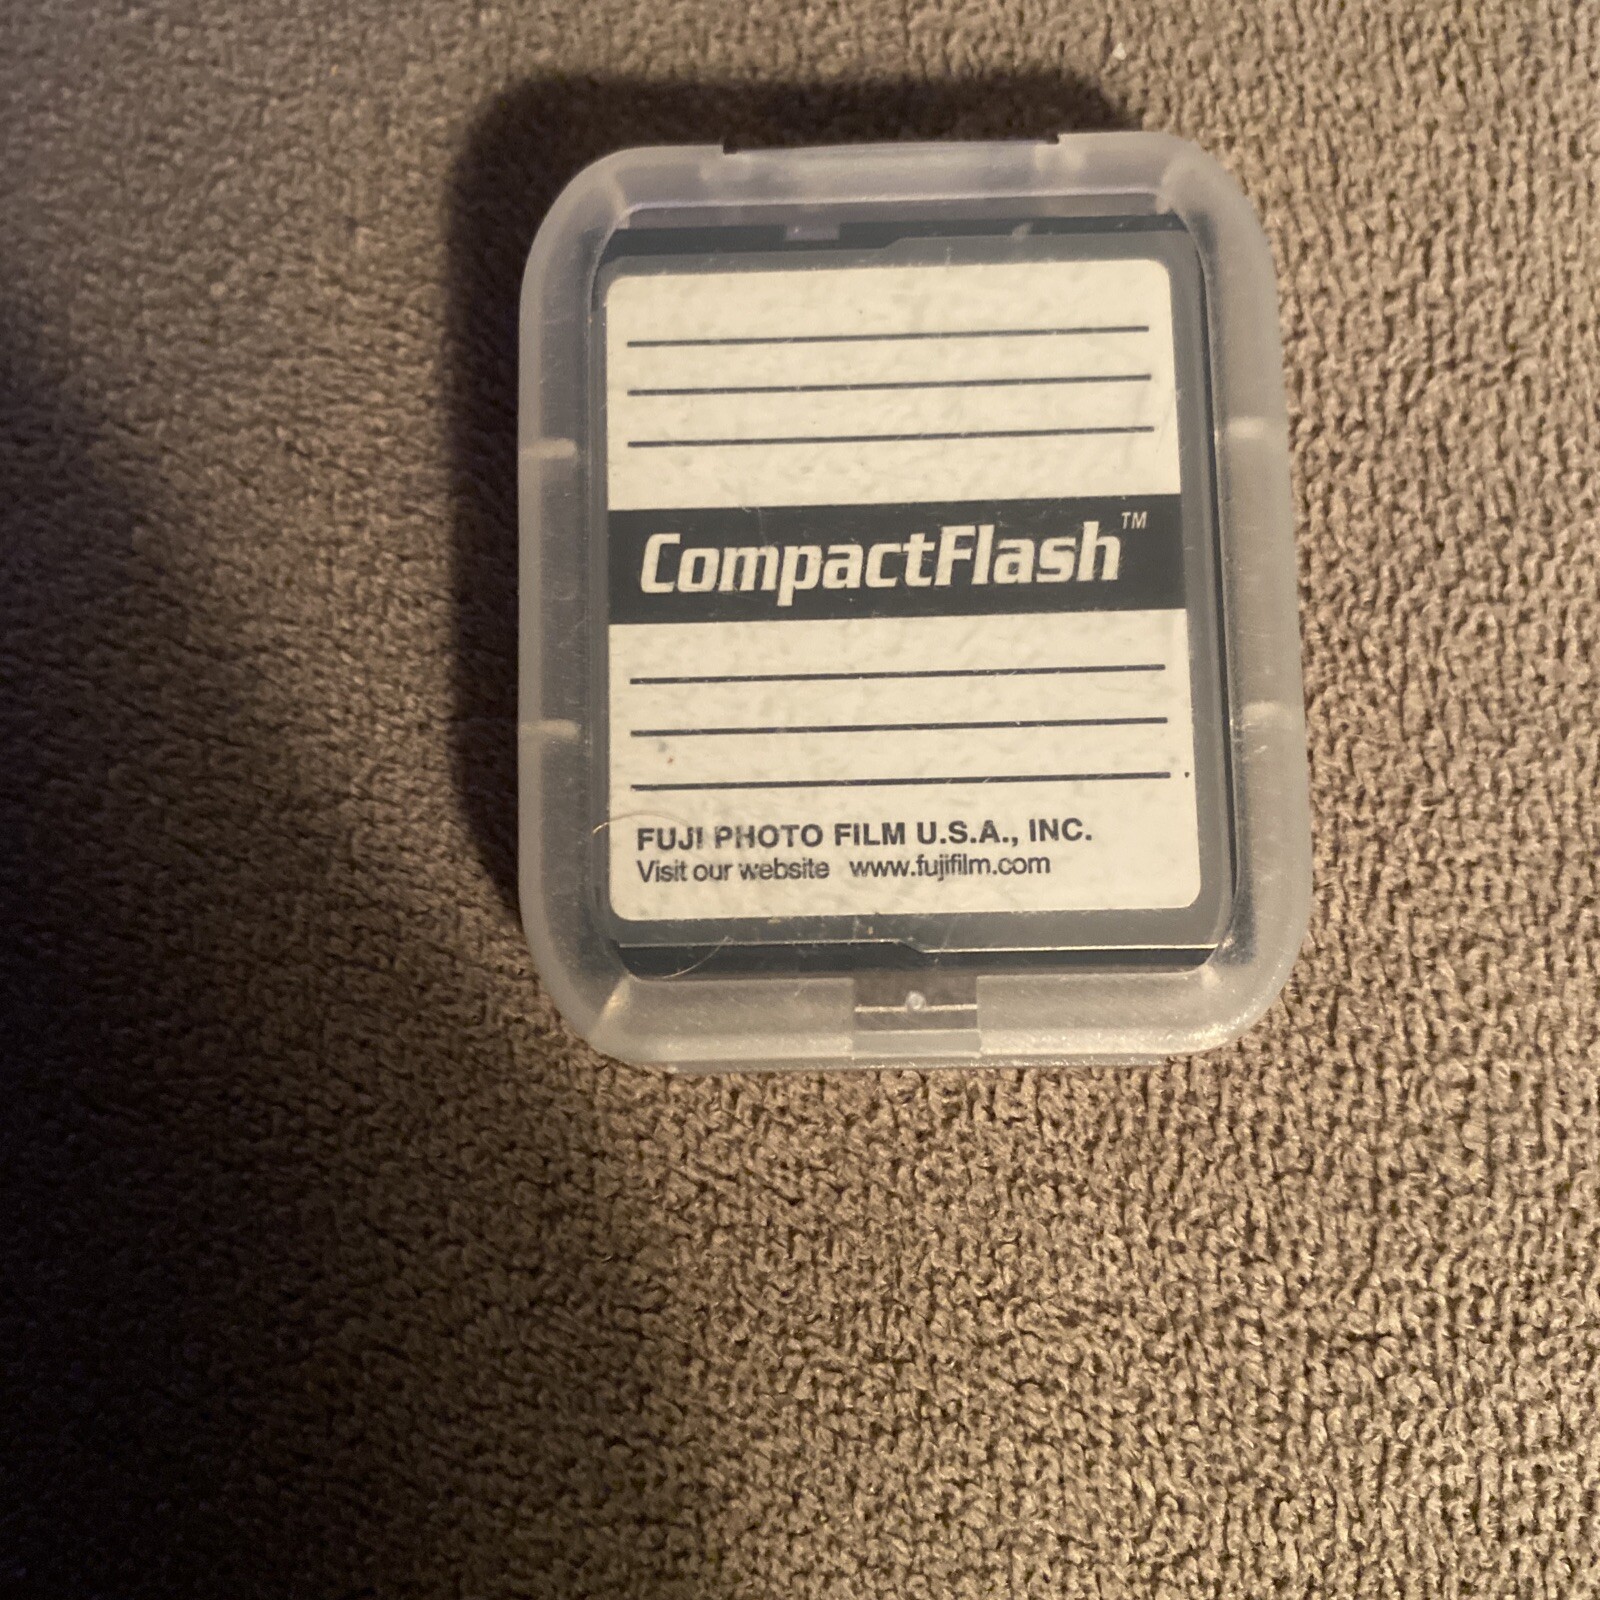 CompactFlash™
FUJI PHOTO FILM U.S.A., INC.
Visit our website www.fujifilm.com